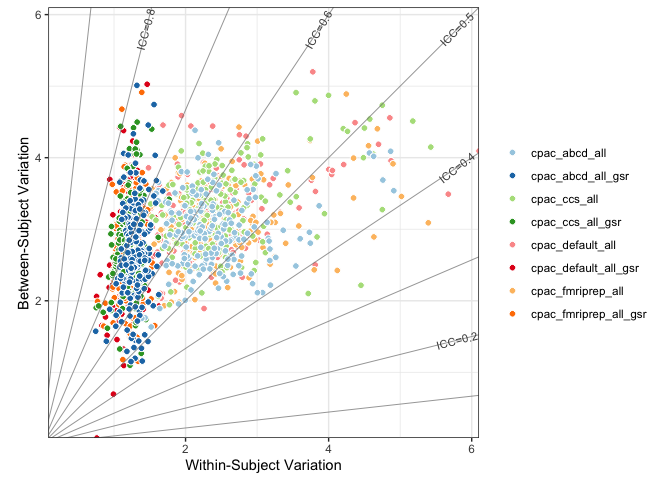 6
4
2
Between-Subject Variation
ICC=0.8
ICC=0.6
ICC=0.5
ICC=0.4
ICC=0.2
2
4
6
Within-Subject Variation
cpac_abcd_all
cpac_abcd_all_gsr
cpac_ccs_all
cpac_ccs_all_gsr
cpac_default_all
cpac_default_all_gsr
cpac_fmriprep_all
cpac_fmriprep_all_gsr